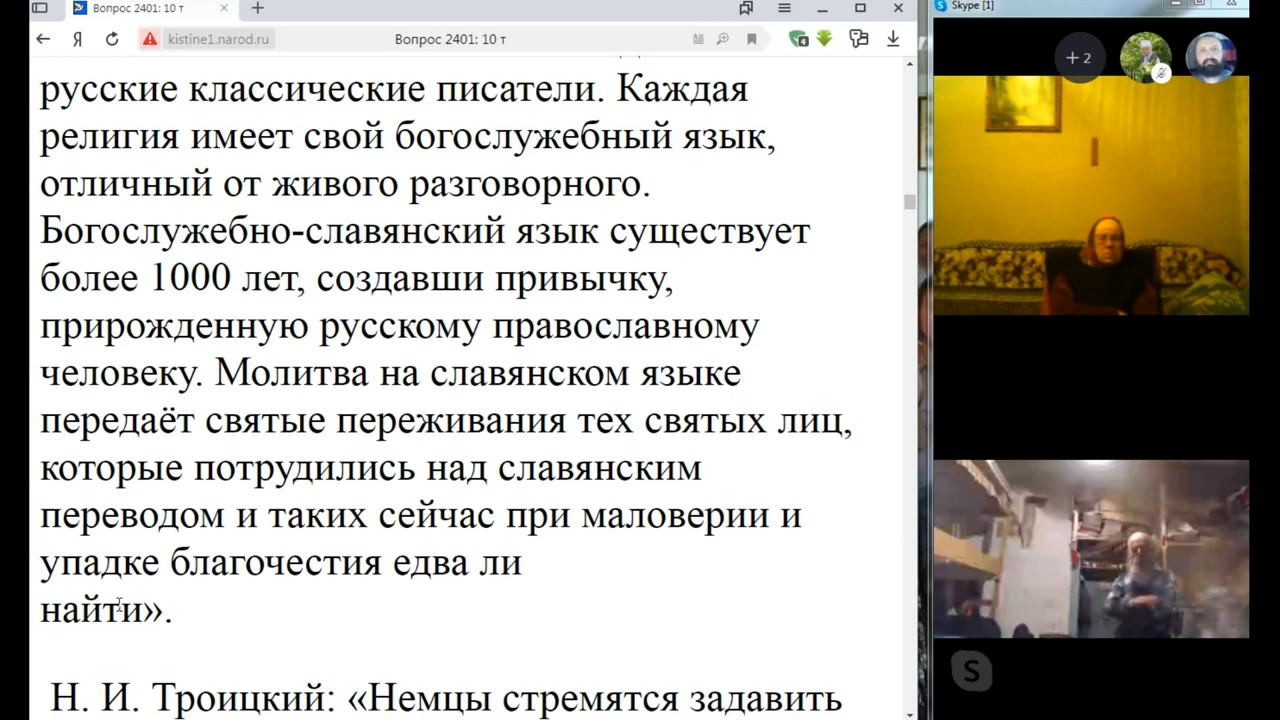 Вопрос 2401: 10 т
Skype [1]
Я
kistine1.narod.ru
Вопрос 2401: 10 т
4
+ 2
русские классические писатели. Каждая
религия имеет свой богослужебный язык,
отличный от живого разговорного.
Богослужебно-славянский язык существует
более 1000 лет, создавши привычку,
прирожденную русскому православному
человеку. Молитва на славянском языке
передаёт святые переживания тех святых лиц,
которые потрудились над славянским
переводом и таких сейчас при маловерии и
упадке благочестия едва ли
найти».
Н. И. Троицкий: «Немцы стремятся задавить
S